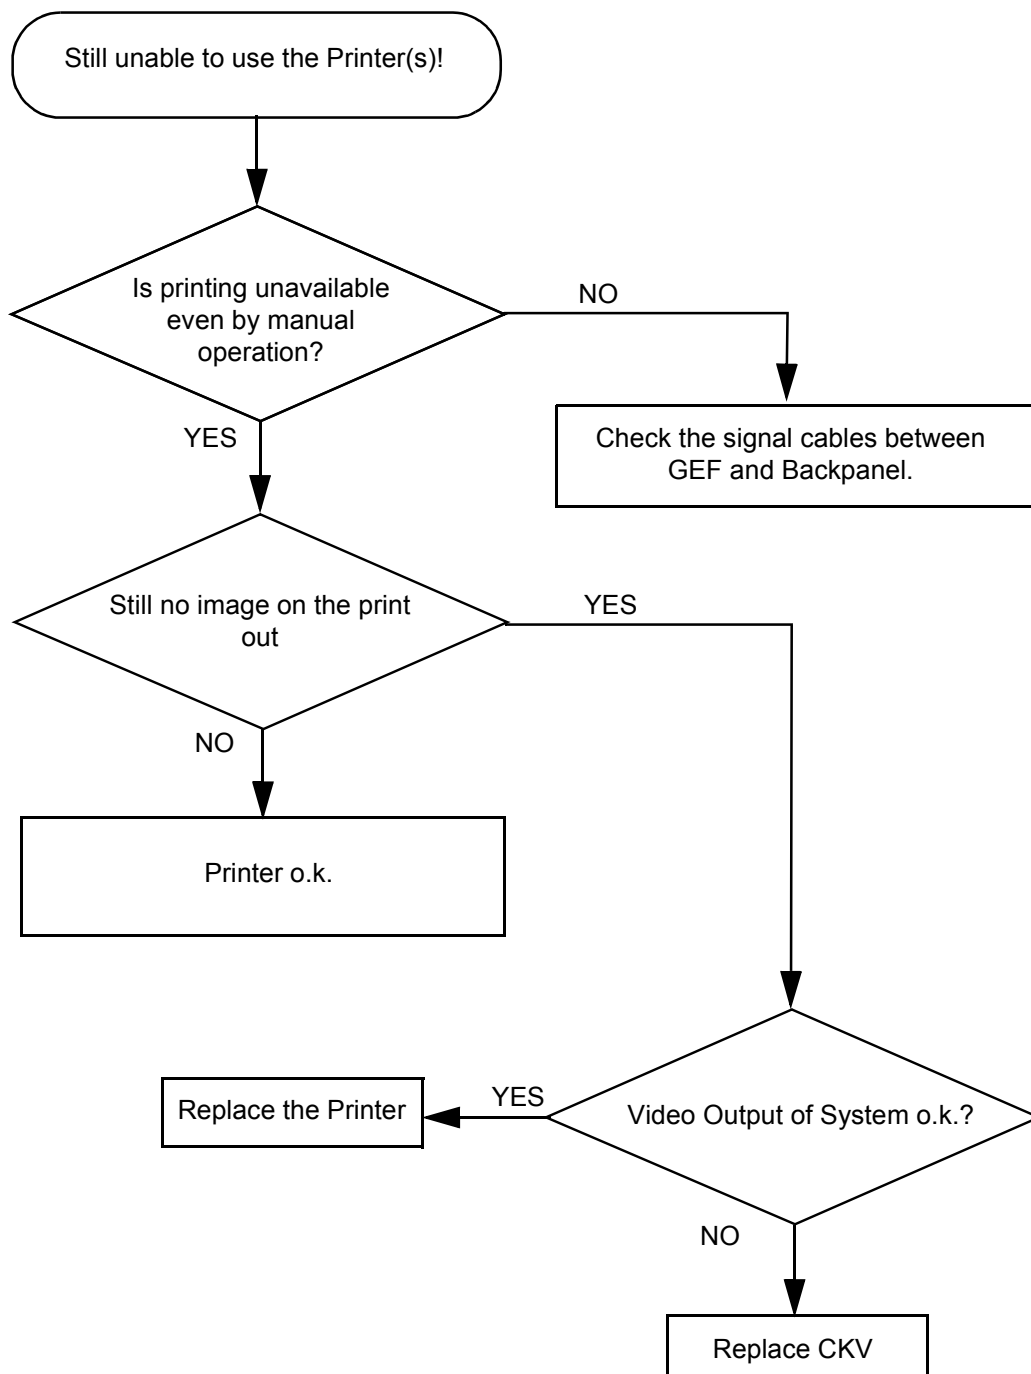 Still unable to use the Printer(s)!
Is printing unavailable
even by manual
operation?
NO
YES
Check the signal cables between
GEF and Backpanel.
Still no image on the print
out
YES
NO
Printer o.k.
Replace the Printer
YES
Video Output of System o.k.?
NO
Replace CKV